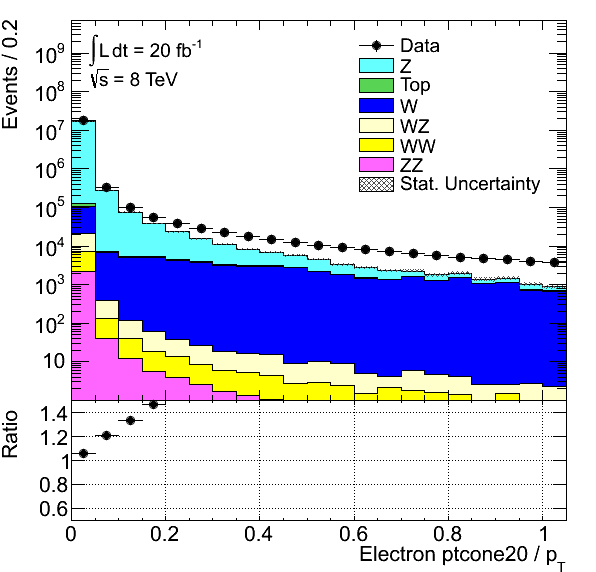 Events / 0.2
10⁹
10⁸
10⁷
10⁶
10⁵
10⁴
10³
10²
10
∫L dt = 20 fb⁻¹
√s = 8 TeV
Data
Z
Top
W
WZ
WW
ZZ
Stat. Uncertainty
Ratio
1.4
1.2
1
0.8
0.6
0 0.2 0.4 0.6 0.8 1
Electron ptcone20 / p_T